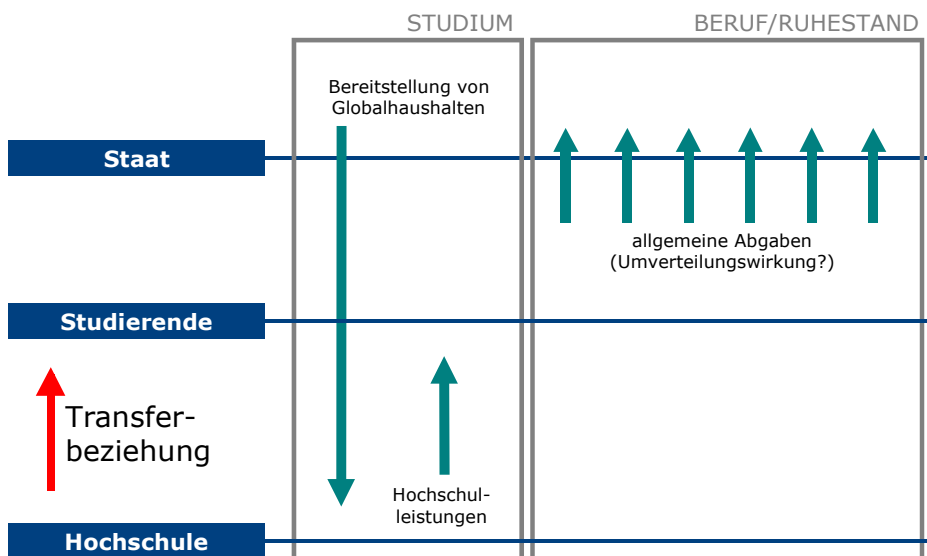 STUDIUM
BERUF/RUHESTAND
Bereitstellung von
Globalhaushalten
Staat
allgemeine Abgaben
(Umverteilungswirkung?)
Studierende
Transfer-
beziehung
Hochschul-
leistungen
Hochschule